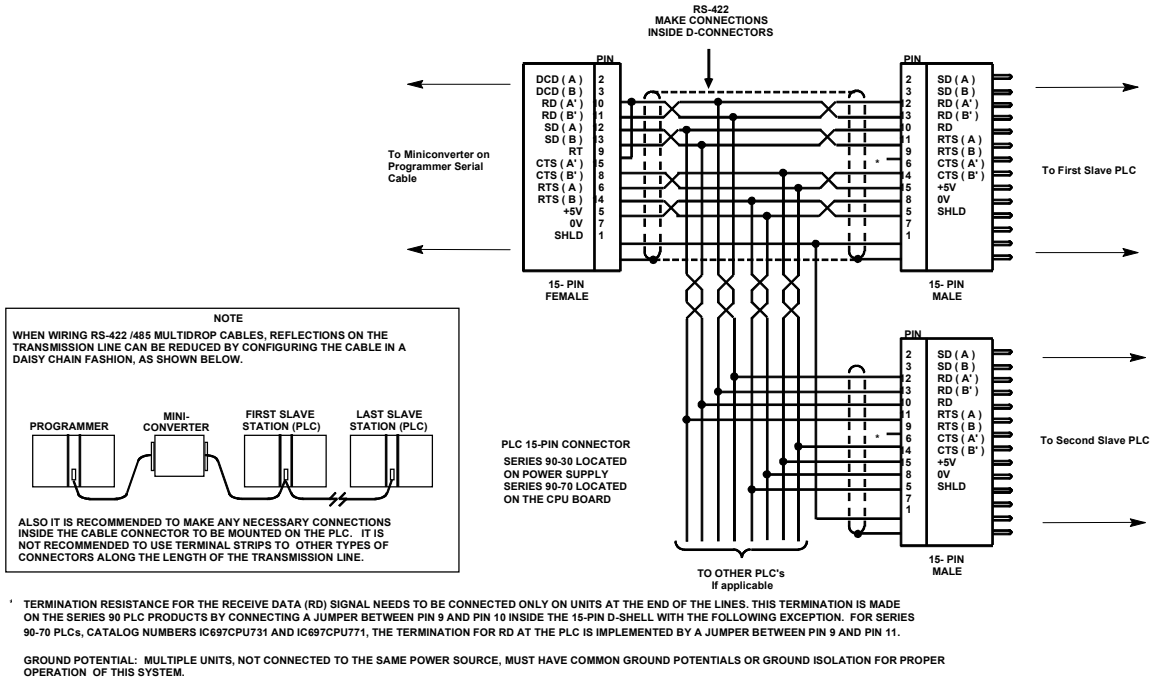 RS-422
MAKE CONNECTIONS
INSIDE D-CONNECTORS
PIN
DCD ( A ) 2
DCD ( B ) 3
RD ( A' ) 10
RD ( B' ) 11
SD ( A ) 12
SD ( B ) 13
RT 9
CTS ( A' ) 15
CTS ( B' ) 8
RTS ( A ) 6
RTS ( B ) 14
+5V 5
0V 7
SHLD 1
15- PIN
FEMALE
To Miniconverter on
Programmer Serial
Cable
PIN
2 SD ( A )
3 SD ( B )
12 RD ( A' )
13 RD ( B' )
10 RD
11 RTS ( A )
9 RTS ( B )
* 6 CTS ( A' )
14 CTS ( B' )
15 +5V
8 0V
5 SHLD
7
1
15- PIN
MALE
To First Slave PLC
PIN
2 SD ( A )
3 SD ( B )
12 RD ( A' )
13 RD ( B' )
10 RD
11 RTS ( A )
9 RTS ( B )
* 6 CTS ( A' )
14 CTS ( B' )
15 +5V
8 0V
5 SHLD
7
1
15- PIN
MALE
To Second Slave PLC
PLC 15-PIN CONNECTOR
SERIES 90-30 LOCATED
ON POWER SUPPLY
SERIES 90-70 LOCATED
ON THE CPU BOARD
TO OTHER PLC's
If applicable
NOTE
WHEN WIRING RS-422 /485 MULTIDROP CABLES, REFLECTIONS ON THE
TRANSMISSION LINE CAN BE REDUCED BY CONFIGURING THE CABLE IN A
DAISY CHAIN FASHION, AS SHOWN BELOW.
PROGRAMMER
MINI-
CONVERTER
FIRST SLAVE
STATION (PLC)
LAST SLAVE
STATION (PLC)
ALSO IT IS RECOMMENDED TO MAKE ANY NECESSARY CONNECTIONS
INSIDE THE CABLE CONNECTOR TO BE MOUNTED ON THE PLC. IT IS
NOT RECOMMENDED TO USE TERMINAL STRIPS TO OTHER TYPES OF
CONNECTORS ALONG THE LENGTH OF THE TRANSMISSION LINE.
* TERMINATION RESISTANCE FOR THE RECEIVE DATA (RD) SIGNAL NEEDS TO BE CONNECTED ONLY ON UNITS AT THE END OF THE LINES. THIS TERMINATION IS MADE
ON THE SERIES 90 PLC PRODUCTS BY CONNECTING A JUMPER BETWEEN PIN 9 AND PIN 10 INSIDE THE 15-PIN D-SHELL WITH THE FOLLOWING EXCEPTION. FOR SERIES
90-70 PLCs, CATALOG NUMBERS IC697CPU731 AND IC697CPU771, THE TERMINATION FOR RD AT THE PLC IS IMPLEMENTED BY A JUMPER BETWEEN PIN 9 AND PIN 11.
GROUND POTENTIAL: MULTIPLE UNITS, NOT CONNECTED TO THE SAME POWER SOURCE, MUST HAVE COMMON GROUND POTENTIALS OR GROUND ISOLATION FOR PROPER
OPERATION OF THIS SYSTEM.